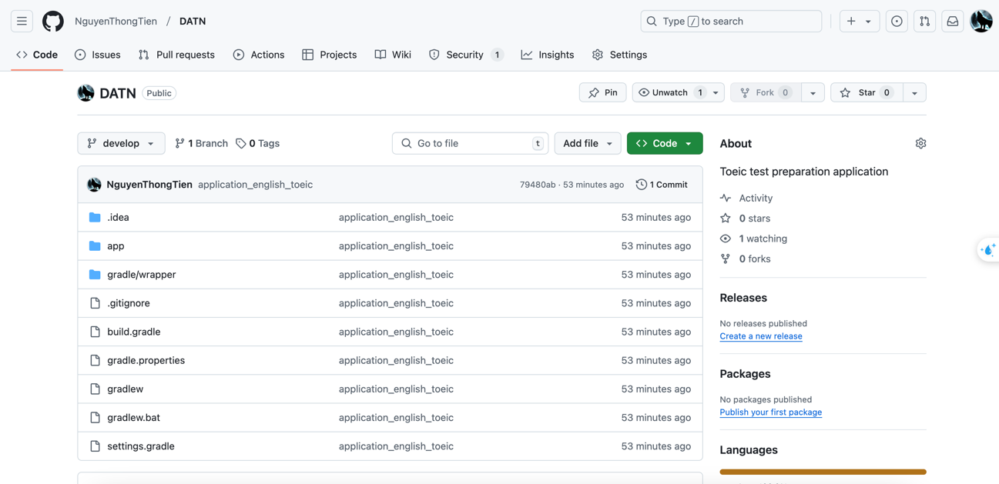 NguyenThongTien / DATN
Type / to search
Code
Issues
Pull requests
Actions
Projects
Wiki
Security 1
Insights
Settings
DATN Public
Pin
Unwatch 1
Fork 0
Star 0
develop
1 Branch
0 Tags
Go to file t
Add file
Code
NguyenThongTien application_english_toeic 79480ab · 53 minutes ago 1 Commit
.idea application_english_toeic 53 minutes ago
app application_english_toeic 53 minutes ago
gradle/wrapper application_english_toeic 53 minutes ago
.gitignore application_english_toeic 53 minutes ago
build.gradle application_english_toeic 53 minutes ago
gradle.properties application_english_toeic 53 minutes ago
gradlew application_english_toeic 53 minutes ago
gradlew.bat application_english_toeic 53 minutes ago
settings.gradle application_english_toeic 53 minutes ago
About
Toeic test preparation application
Activity
0 stars
1 watching
0 forks
Releases
No releases published
Create a new release
Packages
No packages published
Publish your first package
Languages